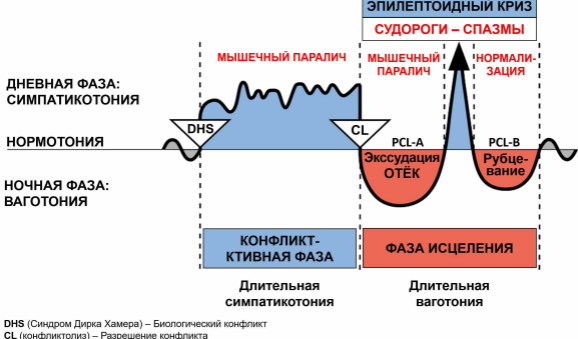 ЭПИЛЕПТОИДНЫЙ КРИЗ
СУДОРОГИ – СПАЗМЫ
МЫШЕЧНЫЙ ПАРАЛИЧ
МЫШЕЧНЫЙ
ПАРАЛИЧ
НОРМАЛИ-
ЗАЦИЯ
ДНЕВНАЯ ФАЗА:
СИМПАТИКОТОНИЯ
DHS
CL
НОРМОТОНИЯ
PCL-A
PCL-B
Экссудация
ОТЁК
Рубце-
вание
НОЧНАЯ ФАЗА:
ВАГОТОНИЯ
КОНФЛИКТ-
КТИВНАЯ ФАЗА
ФАЗА ИСЦЕЛЕНИЯ
Длительная
симпатикотония
Длительная
ваготония
DHS (Синдром Дирка Хамера) – Биологический конфликт
CL (конфликтолиз) – Разрешение конфликта